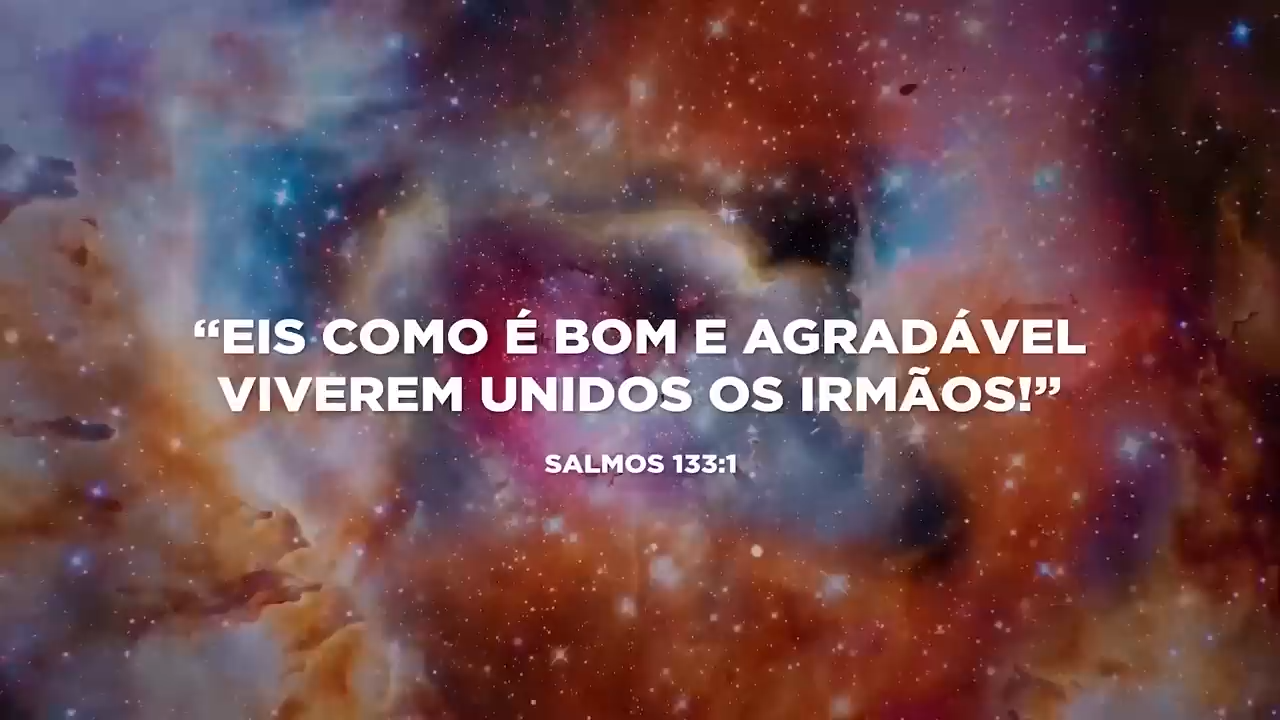 “EIS COMO É BOM E AGRADÁVEL
VIVEREM UNIDOS OS IRMÃOS!”
SALMOS 133:1